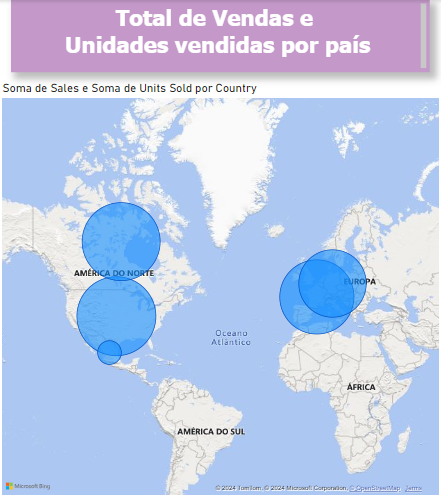 Total de Vendas e
Unidades vendidas por país
Soma de Sales e Soma de Units Sold por Country
AMÉRICA DO NORTE
EUROPA
Oceano
Atlântico
ÁFRICA
AMÉRICA DO SUL
Microsoft Bing
© 2024 TomTom, © 2024 Microsoft Corporation, © OpenStreetMap Terms